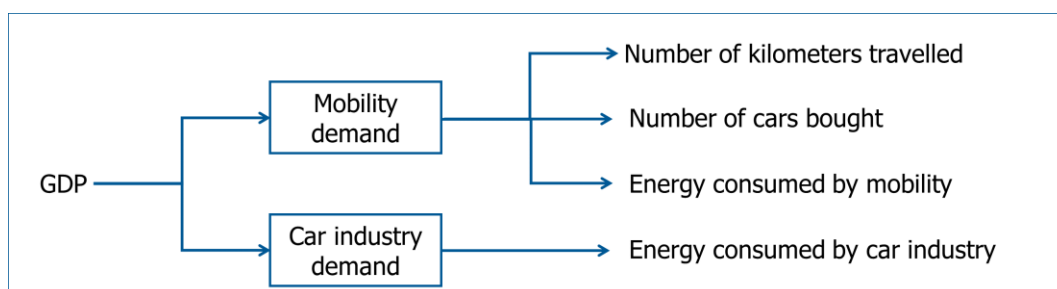 Number of kilometers travelled
Mobility
demand
Number of cars bought
GDP
Energy consumed by mobility
Car industry
demand
Energy consumed by car industry